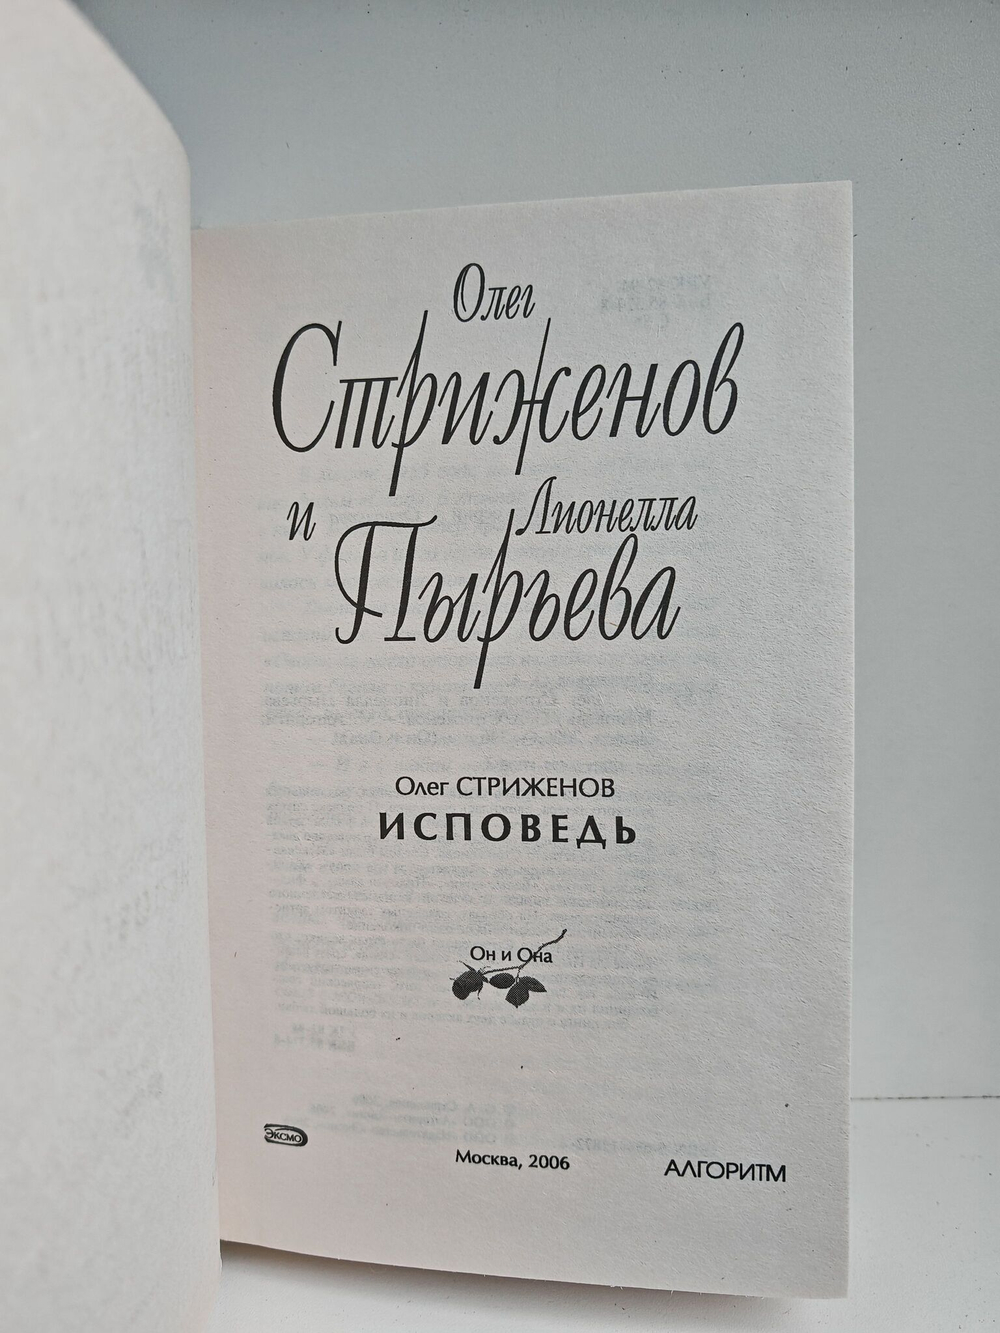 Олег
Стриженов
и Лионелла
Пырьева
Олег СТРИЖЕНОВ
ИСПОВЕДЬ
Он и Она
ЭКСМО
Москва, 2006
АЛГОРИТМ